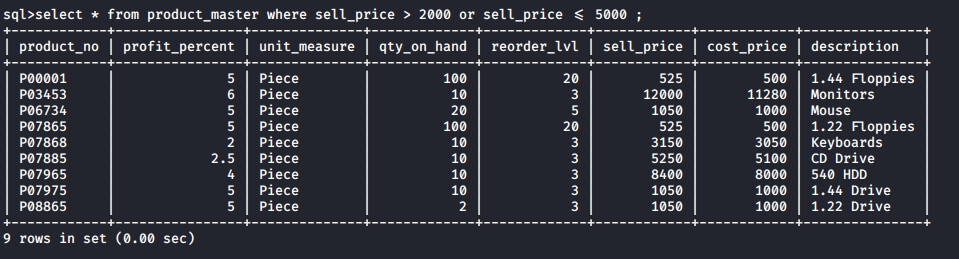 sql>select * from product_master where sell_price > 2000 or sell_price <= 5000 ;
+------------+----------------+--------------+-------------+-------------+------------+------------+---------------+
| product_no | profit_percent | unit_measure | qty_on_hand | reorder_lvl | sell_price | cost_price | description   |
+------------+----------------+--------------+-------------+-------------+------------+------------+---------------+
| P00001     |              5 | Piece        |         100 |          20 |        525 |        500 | 1.44 Floppies |
| P03453     |              6 | Piece        |          10 |           3 |      12000 |      11280 | Monitors      |
| P06734     |              5 | Piece        |          20 |           5 |       1050 |       1000 | Mouse         |
| P07865     |              5 | Piece        |         100 |          20 |        525 |        500 | 1.22 Floppies |
| P07868     |              2 | Piece        |          10 |           3 |       3150 |       3050 | Keyboards     |
| P07885     |            2.5 | Piece        |          10 |           3 |       5250 |       5100 | CD Drive      |
| P07965     |              4 | Piece        |          10 |           3 |       8400 |       8000 | 540 HDD       |
| P07975     |              5 | Piece        |          10 |           3 |       1050 |       1000 | 1.44 Drive    |
| P08865     |              5 | Piece        |           2 |           3 |       1050 |       1000 | 1.22 Drive    |
+------------+----------------+--------------+-------------+-------------+------------+------------+---------------+
9 rows in set (0.00 sec)